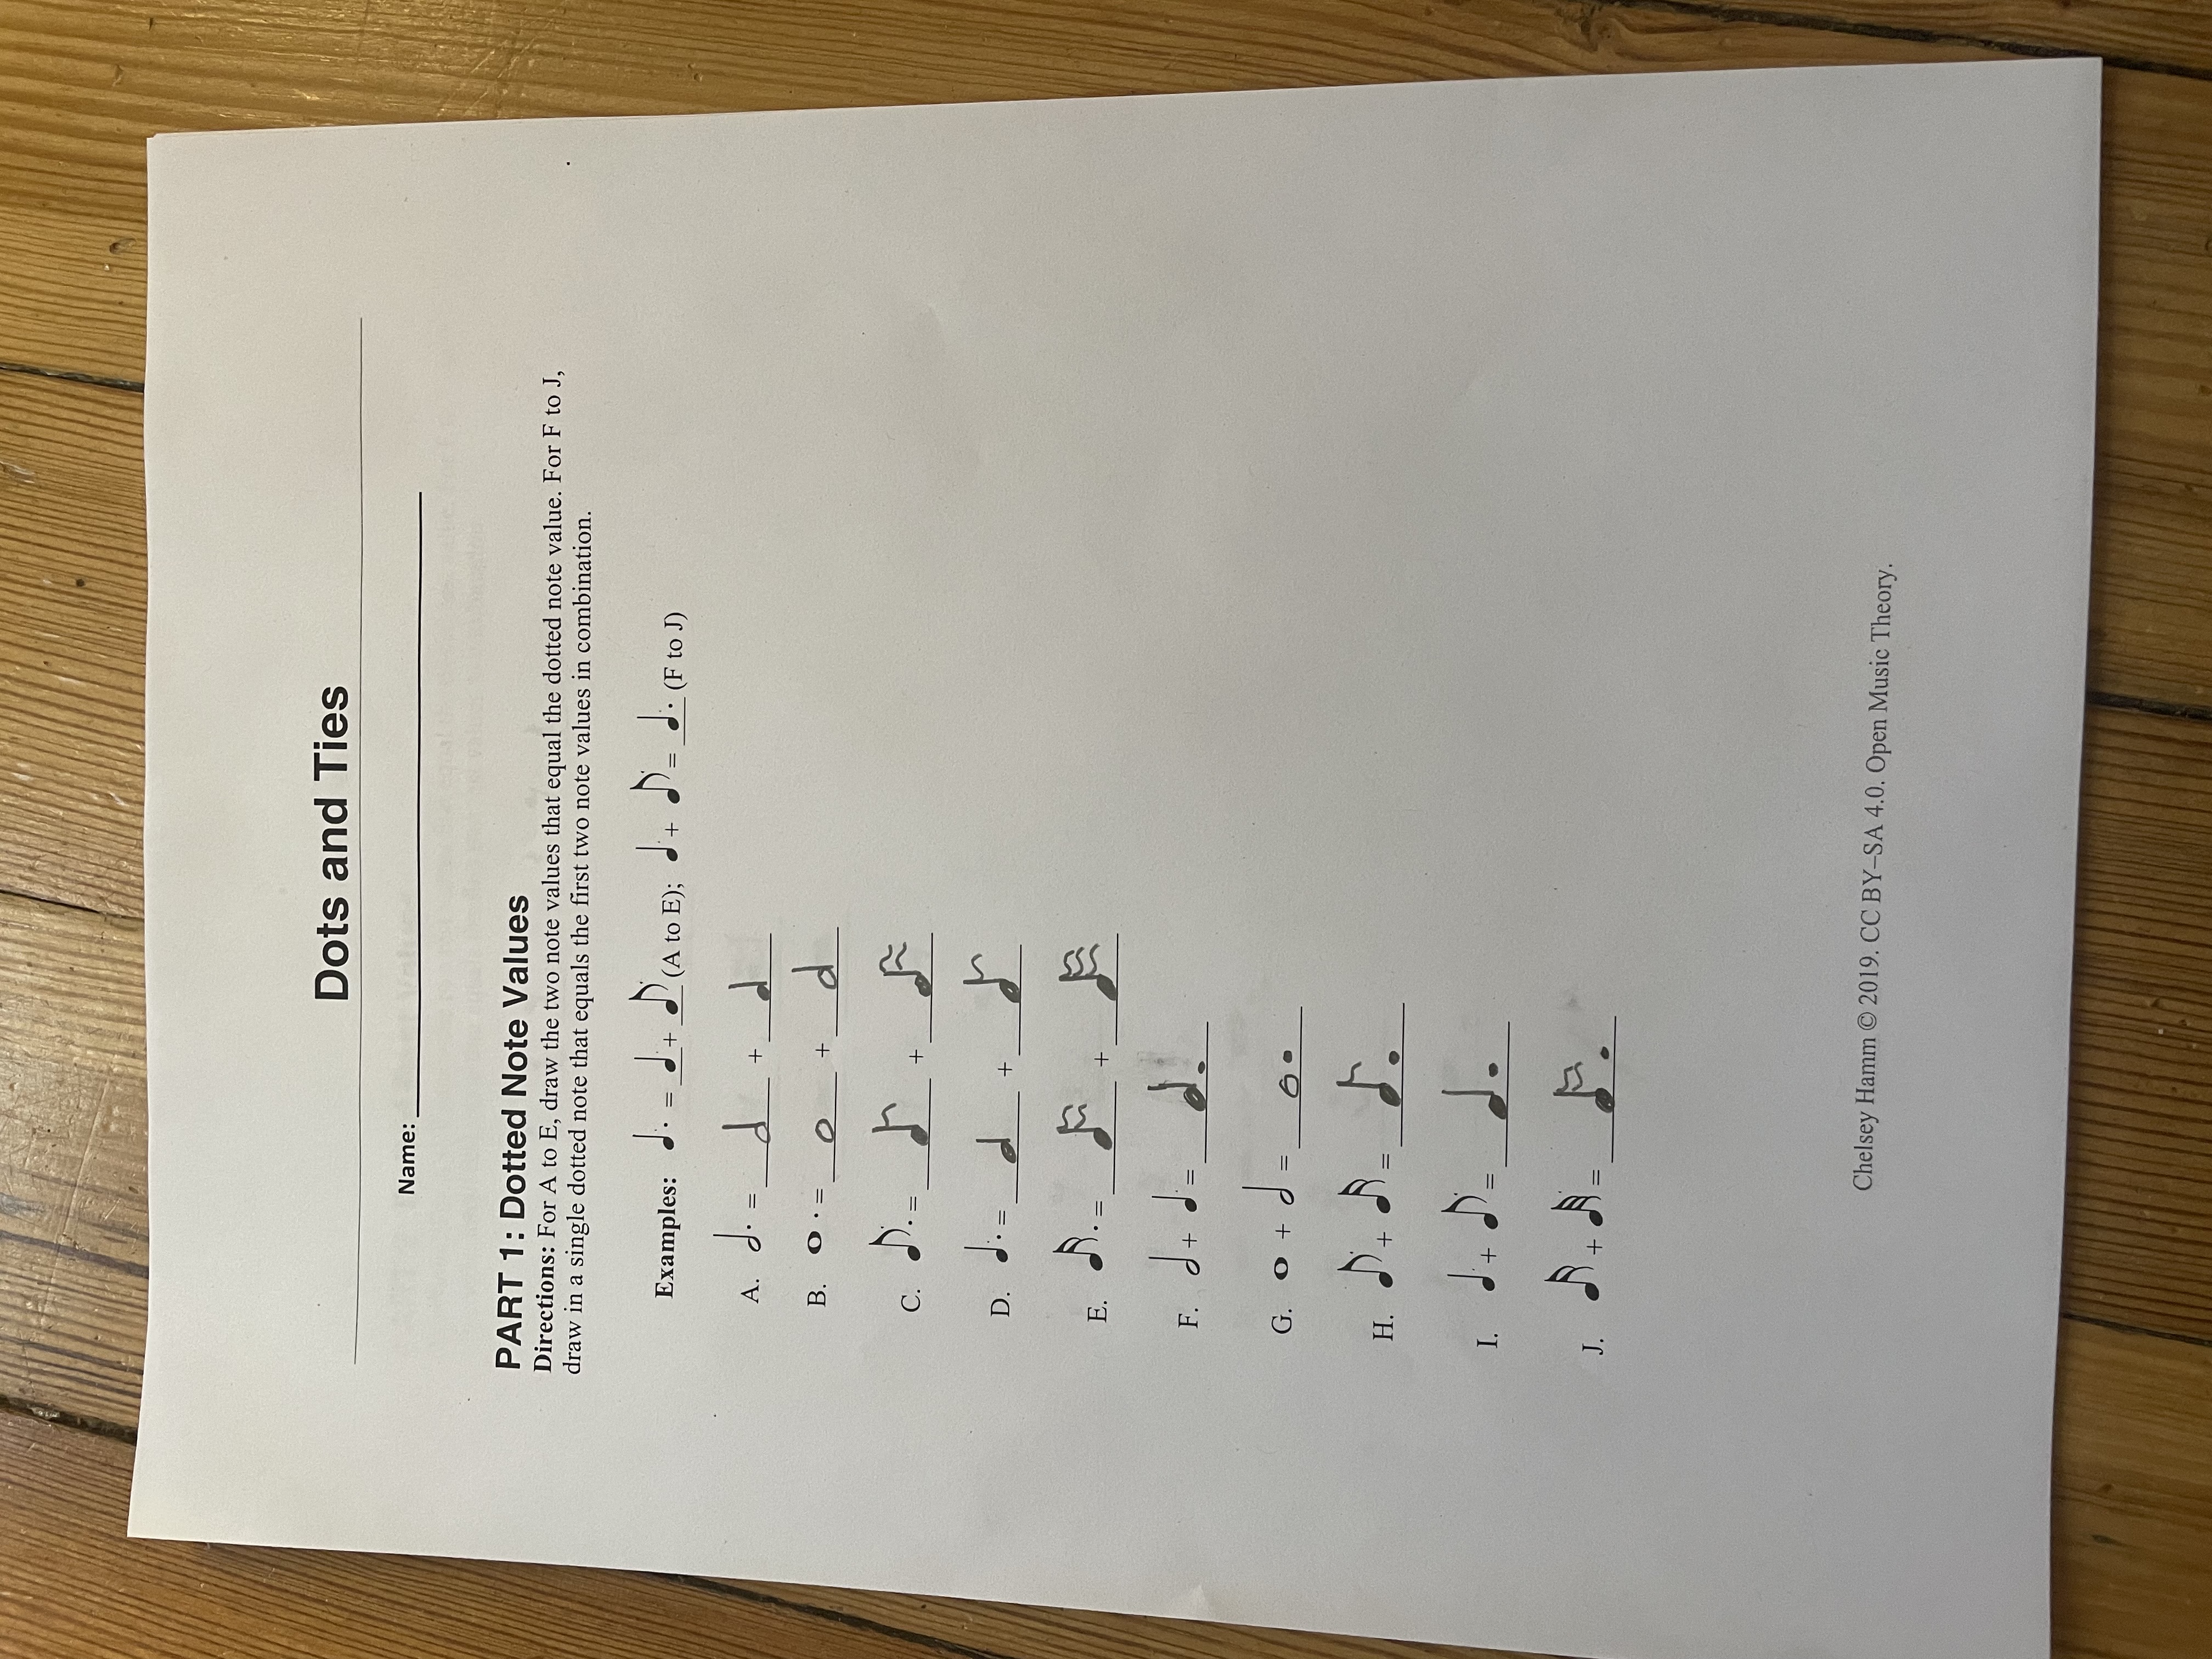 Dots and Ties
Name:
PART 1: Dotted Note Values
Directions: For A to E, draw the two note values that equal the dotted note value. For F to J,
draw in a single dotted note that equals the first two note values in combination.
Examples: 𝅘𝅥. = 𝅘𝅥 + 𝅘𝅥𝅮 (A to E); 𝅘𝅥 + 𝅘𝅥𝅮 = 𝅘𝅥. (F to J)
A. 𝅗𝅥. = 𝅗𝅥 + 𝅘𝅥
B. 𝅝 . = 𝅝 + 𝅗𝅥
C. 𝅘𝅥𝅮. = 𝅘𝅥𝅮 + 𝅘𝅥𝅯
D. 𝅘𝅥. = 𝅘𝅥 + 𝅘𝅥𝅮
E. 𝅘𝅥𝅯. = 𝅘𝅥𝅯 + 𝅘𝅥𝅰
F. 𝅗𝅥 + 𝅘𝅥 = 𝅗𝅥.
G. 𝅝 + 𝅗𝅥 = 𝅝.
H. 𝅘𝅥𝅮 + 𝅘𝅥𝅯 = 𝅘𝅥𝅮.
I. 𝅘𝅥 + 𝅘𝅥𝅮 = 𝅘𝅥.
J. 𝅘𝅥𝅯 + 𝅘𝅥𝅰 = 𝅘𝅥𝅯.
Chelsey Hamm © 2019. CC BY–SA 4.0. Open Music Theory.